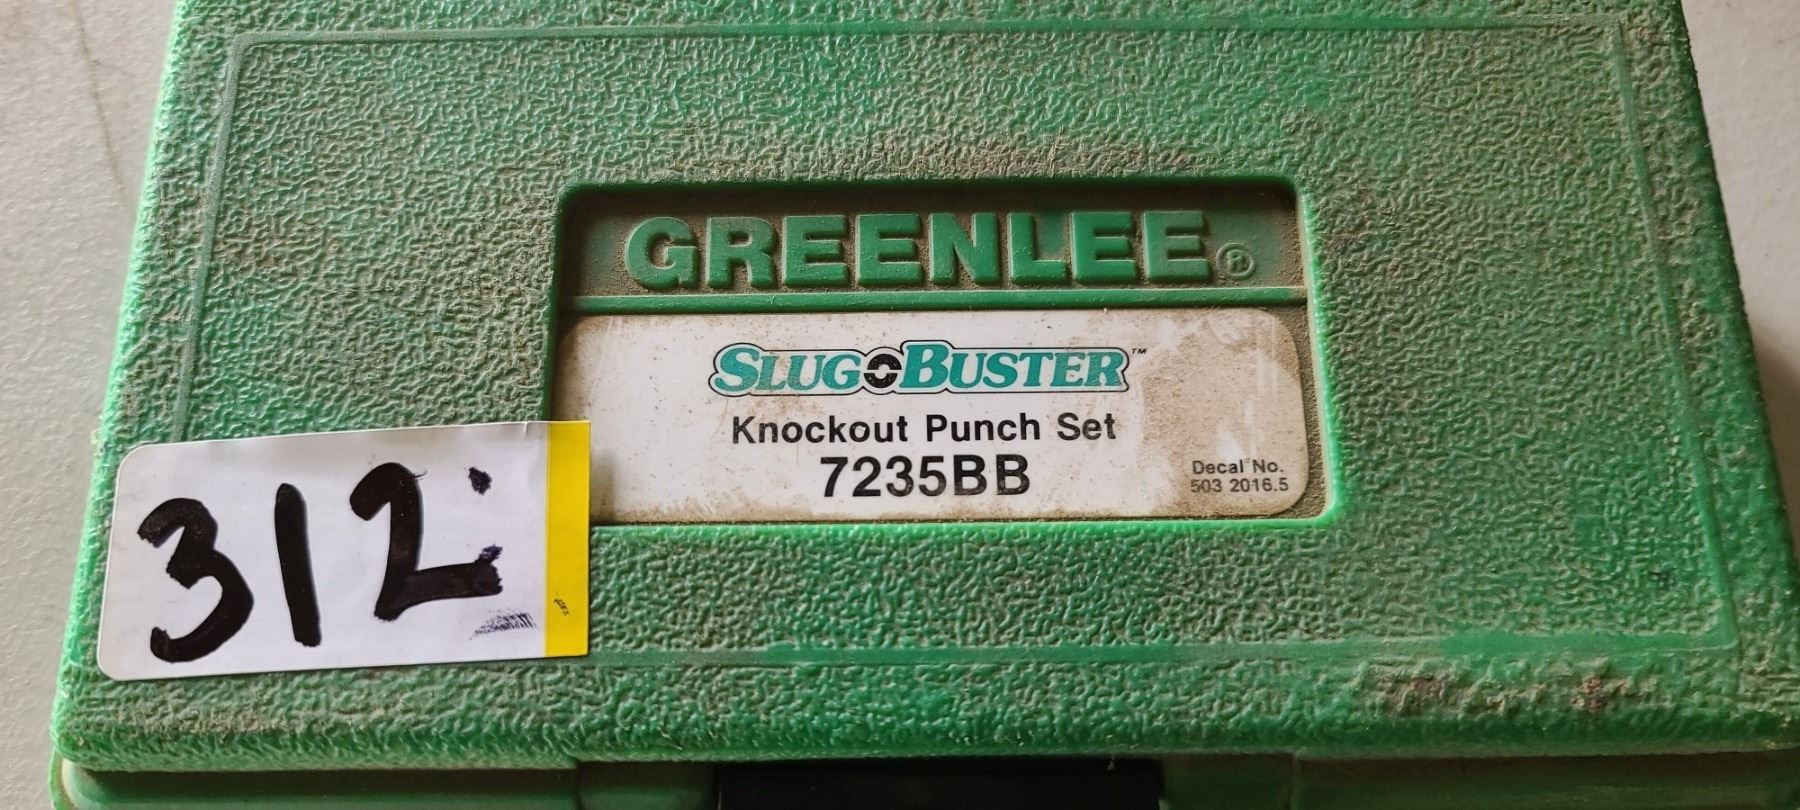 GREENLEE®
SLUG BUSTER™
Knockout Punch Set
7235BB
Decal No.
503 2016.5
312